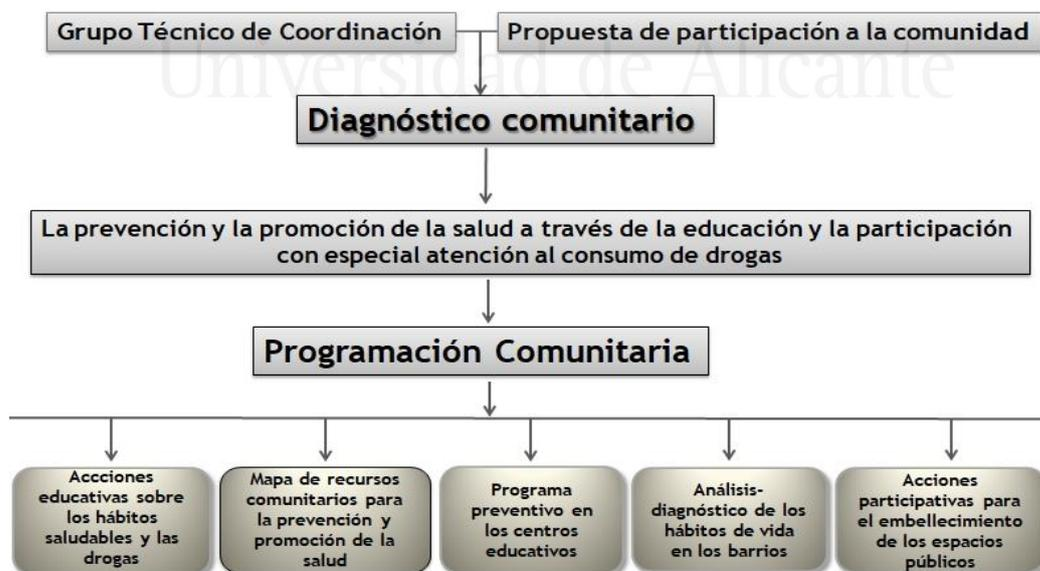 Grupo Técnico de Coordinación
Propuesta de participación a la comunidad
Universidad de Alicante
Diagnóstico comunitario
La prevención y la promoción de la salud a través de la educación y la participación
con especial atención al consumo de drogas
Programación Comunitaria
Accciones
educativas sobre
los hábitos
saludables y las
drogas
Mapa de recursos
comunitarios para
la prevención y
promoción de la
salud
Programa
preventivo en
los centros
educativos
Análisis-
diagnóstico de los
hábitos de vida
en los barrios
Acciones
participativas para
el embellecimiento
de los espacios
públicos